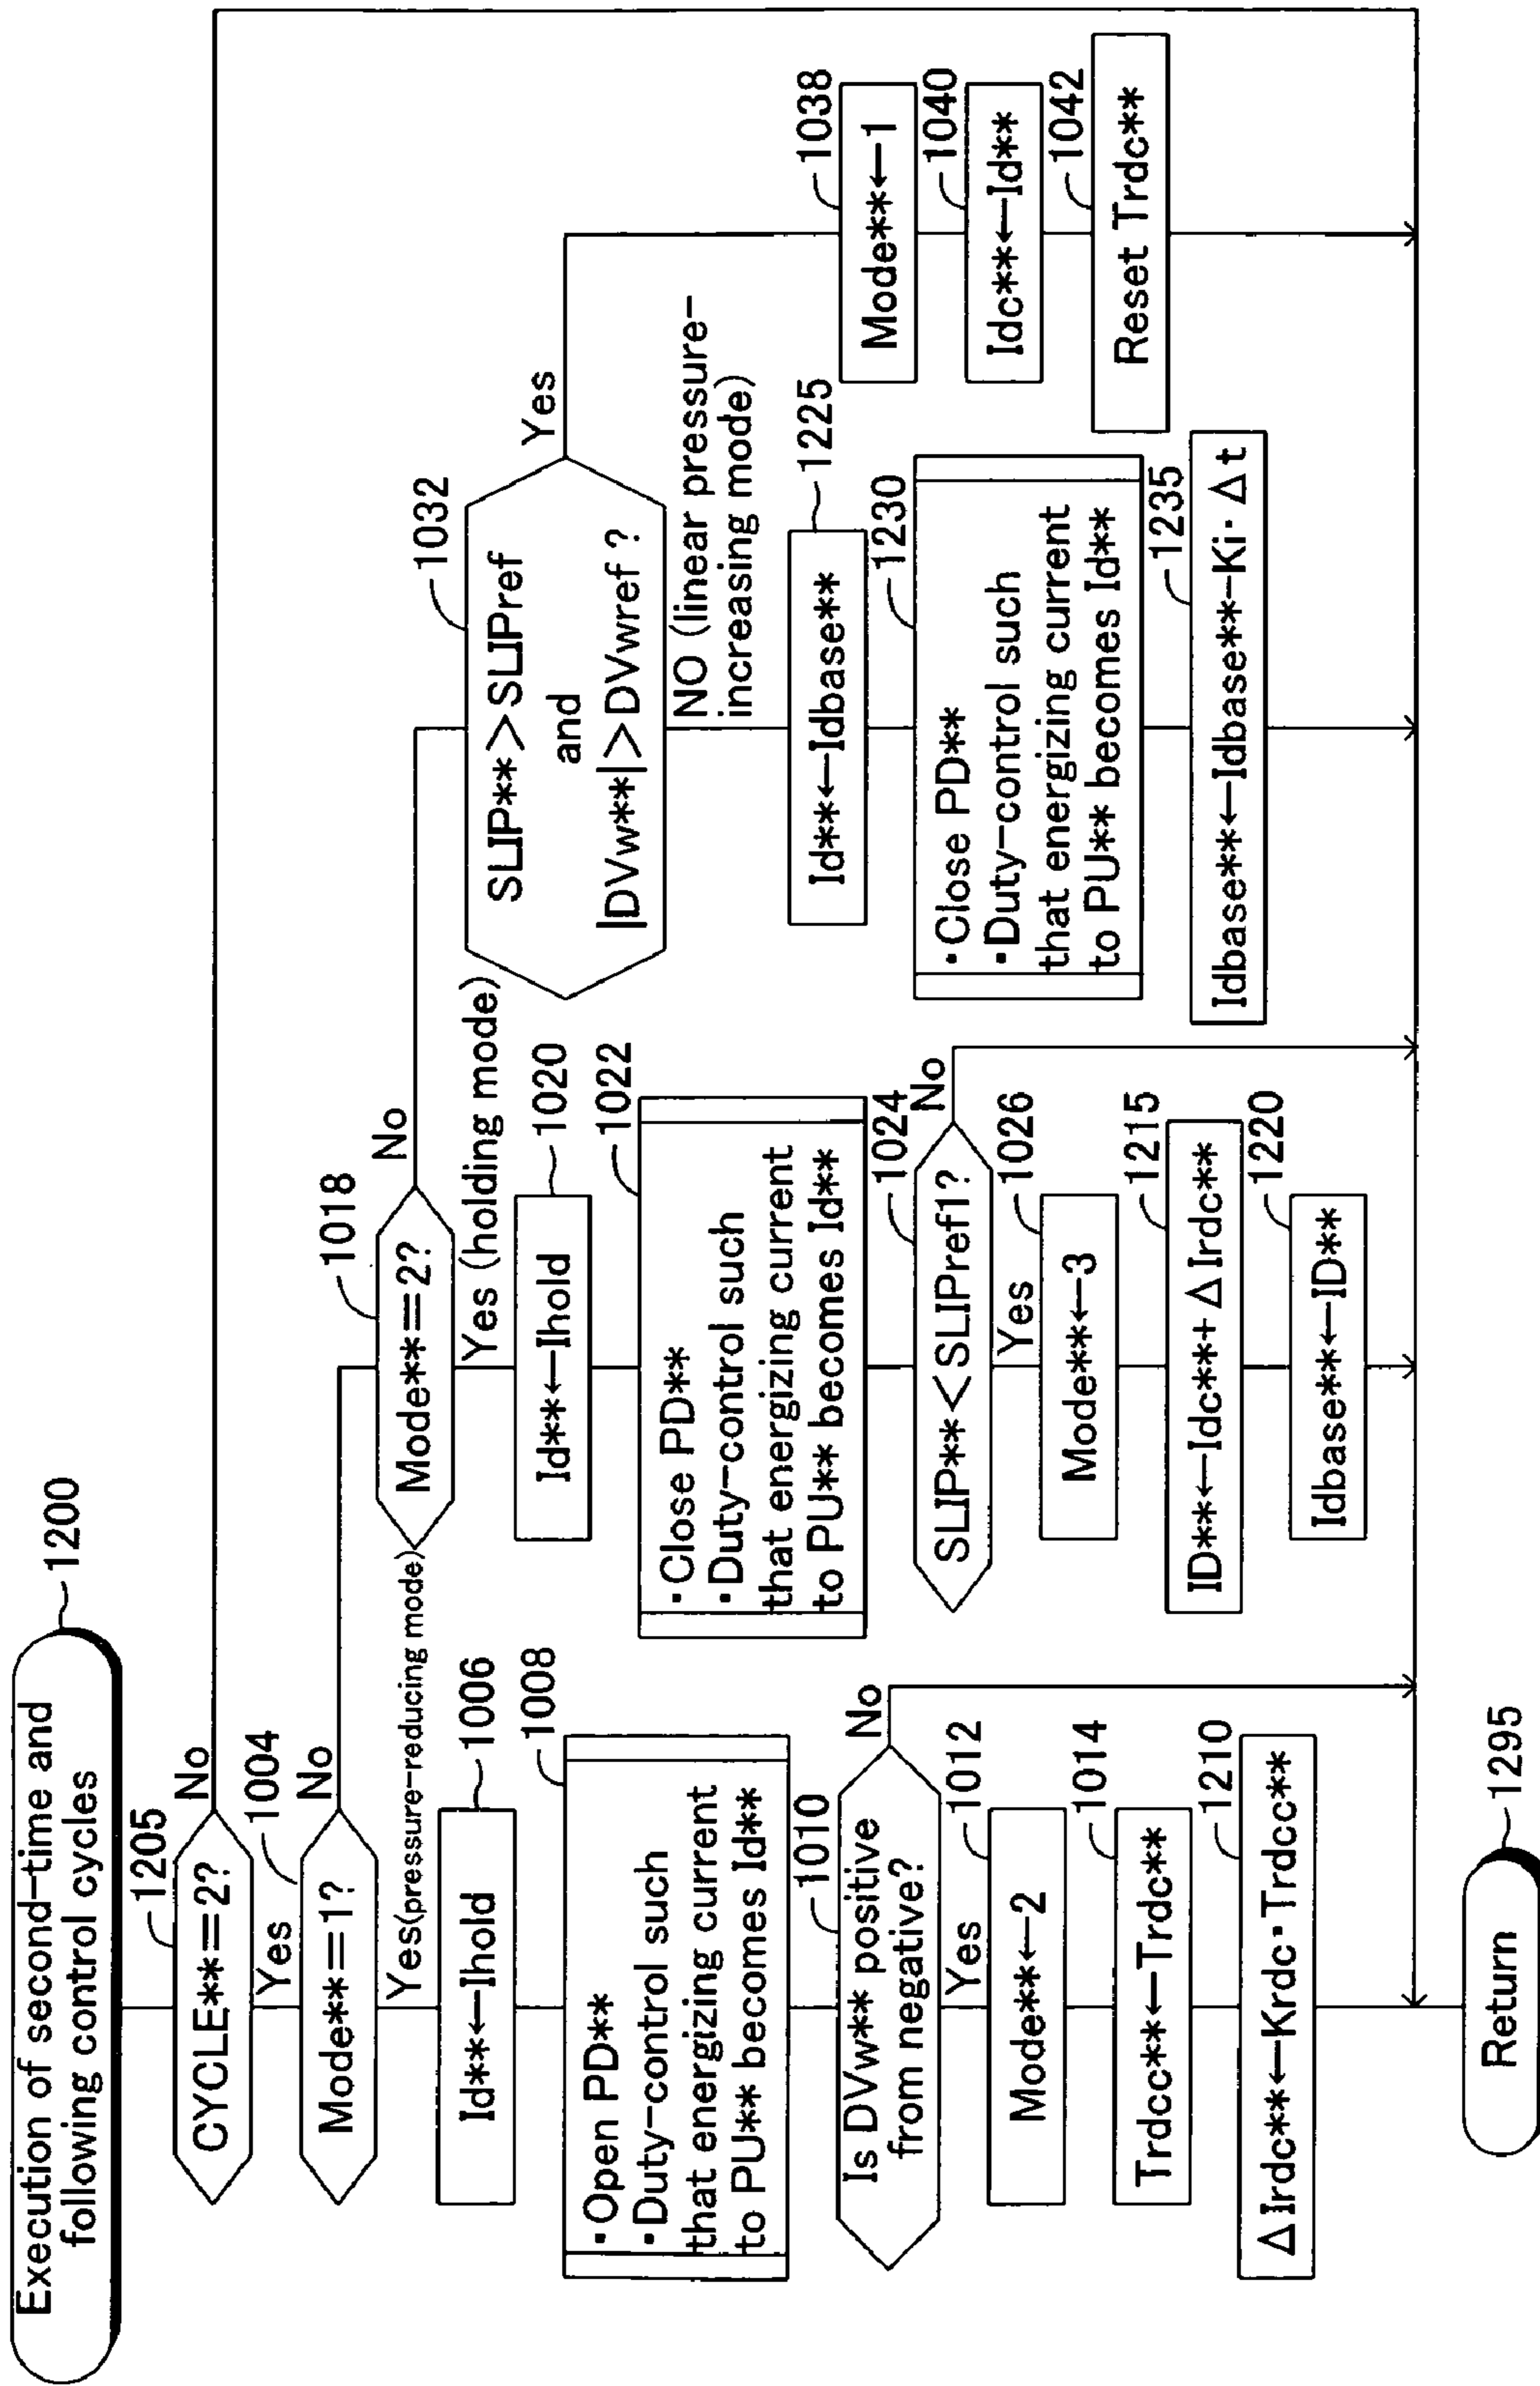 Execution of second-time and
following control cycles
1200
1205
CYCLE**=2?
No
Yes
1004
Mode**=1?
No
Yes(pressure-reducing mode)
1006
Id**←Ihold
1008
・Open PD**
・Duty-control such
that energizing current
to PU** becomes Id**
1010
Is DVw** positive
from negative?
No
Yes
1012
Mode**←2
1014
Trdcc**←Trdc**
1210
ΔIrdc**←Krdc・Trdcc**
1295
Return
1018
Mode**=2?
No
Yes (holding mode)
1020
Id**←Ihold
1022
・Close PD**
・Duty-control such
that energizing current
to PU** becomes Id**
1024
SLIP**<SLIPref1?
No
Yes
1026
Mode**←3
1215
ID**←Idc**+ΔIrdc**
1220
Idbase**←ID**
1032
SLIP**>SLIPref
and
|DVw**|>DVwref ?
Yes
NO (linear pressure-
increasing mode)
1225
Id**←Idbase**
1230
・Close PD**
・Duty-control such
that energizing current
to PU** becomes Id**
1235
Idbase**←Idbase**-Ki・Δt
1038
Mode**←1
1040
Idc**←Id**
1042
Reset Trdc**